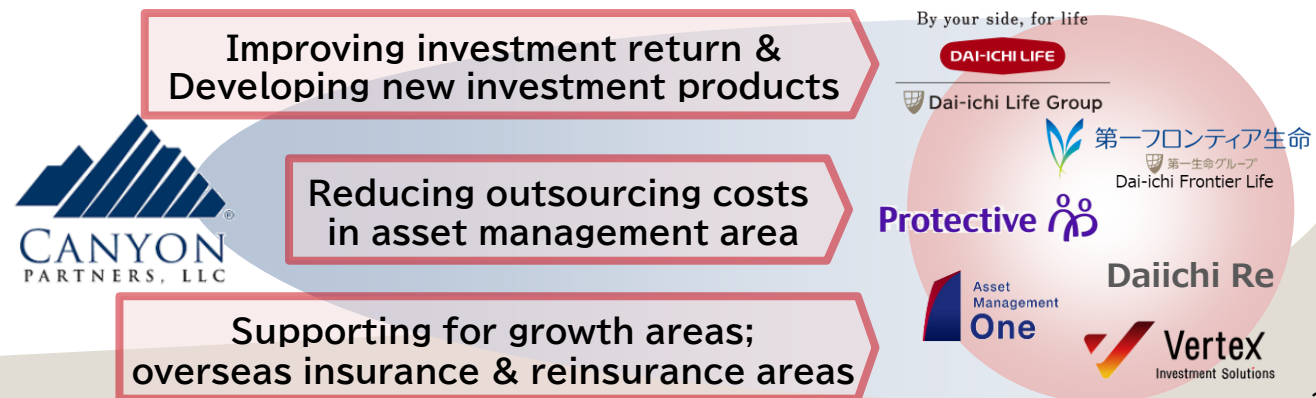 Improving investment return &
Developing new investment products
CANYON
PARTNERS, LLC
®
Reducing outsourcing costs
in asset management area
Supporting for growth areas;
overseas insurance & reinsurance areas
By your side, for life
DAI-ICHI LIFE
Dai-ichi Life Group
第一フロンティア生命
第一生命グループ
Dai-ichi Frontier Life
Protective
Daiichi Re
Asset
Management
One
Vertex
Investment Solutions